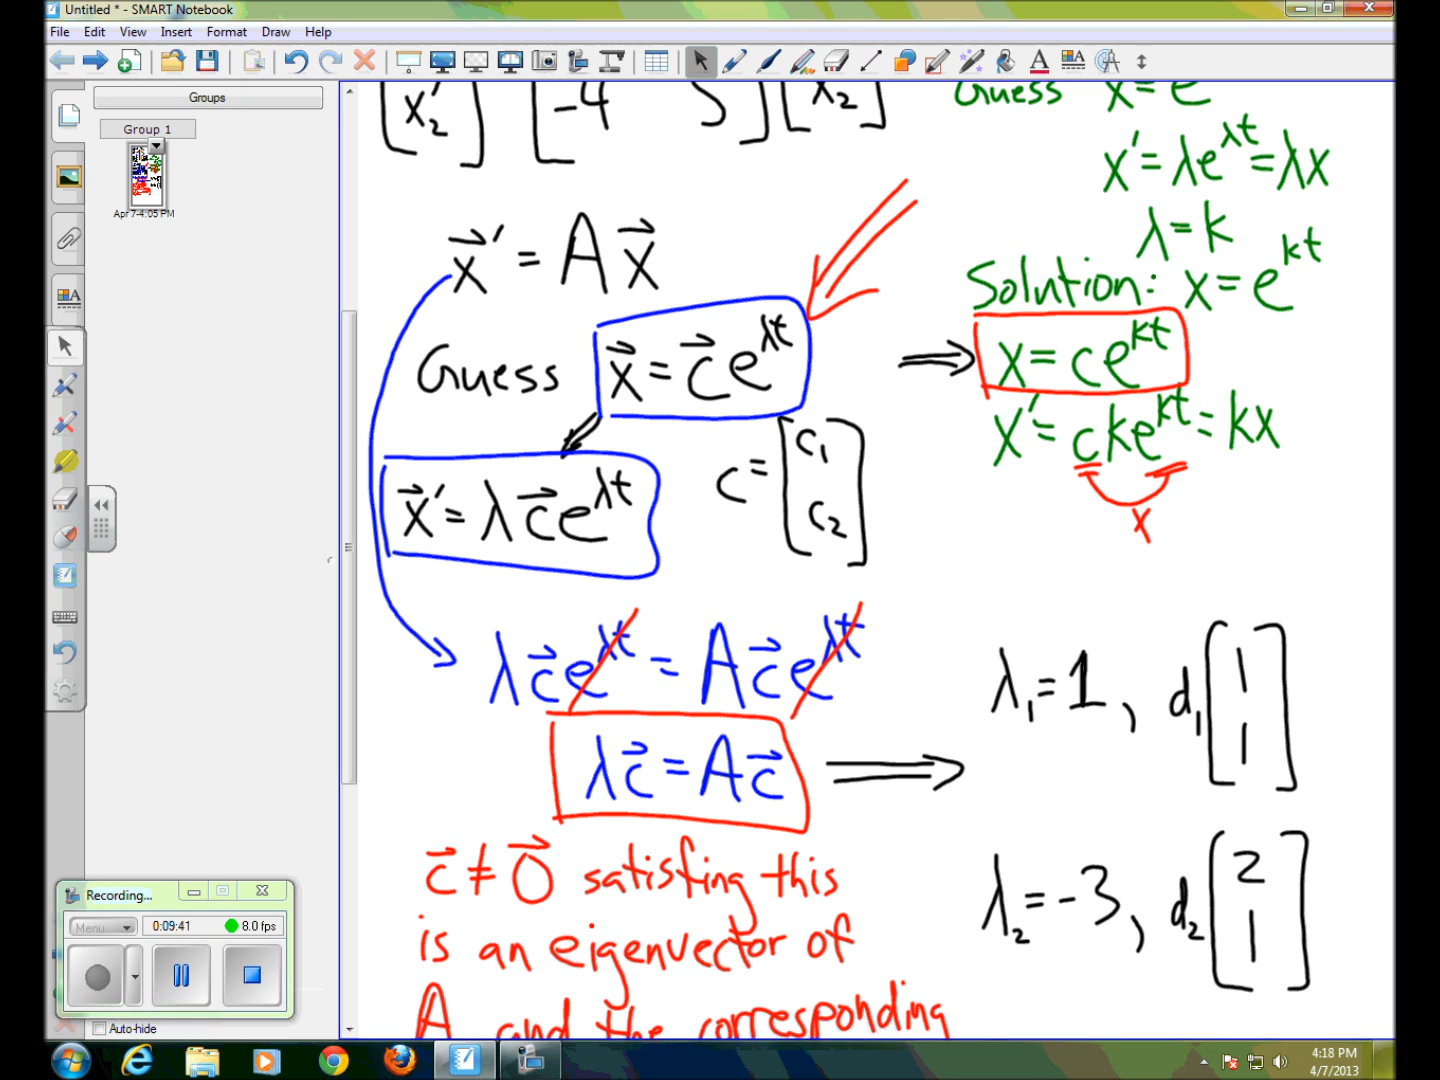 Untitled * - SMART Notebook
File Edit View Insert Format Draw Help
Groups
Group 1
Apr 7-4:05 PM
[x₂′] [-4 5] [x₂]
Guess x = e
x′ = λe^λt = λx
λ = k
x⃗′ = A x⃗
Solution: x = e^kt
Guess x⃗ = c⃗e^λt ⟹ x = ce^kt
x′ = cke^kt = kx
x
x⃗′ = λc⃗e^λt
c = [c₁ c₂]
λc⃗e^λt = Ac⃗e^λt
λc⃗ = Ac⃗ ⟹
λ₁ = 1, d₁[1 1]
λ₂ = -3, d₂[2 1]
c⃗ ≠ 0⃗ satisfing this
is an eigenvector of
A and the corresponding
Recording...
Menu 0:09:41 8.0 fps
Auto-hide
4:18 PM
4/7/2013